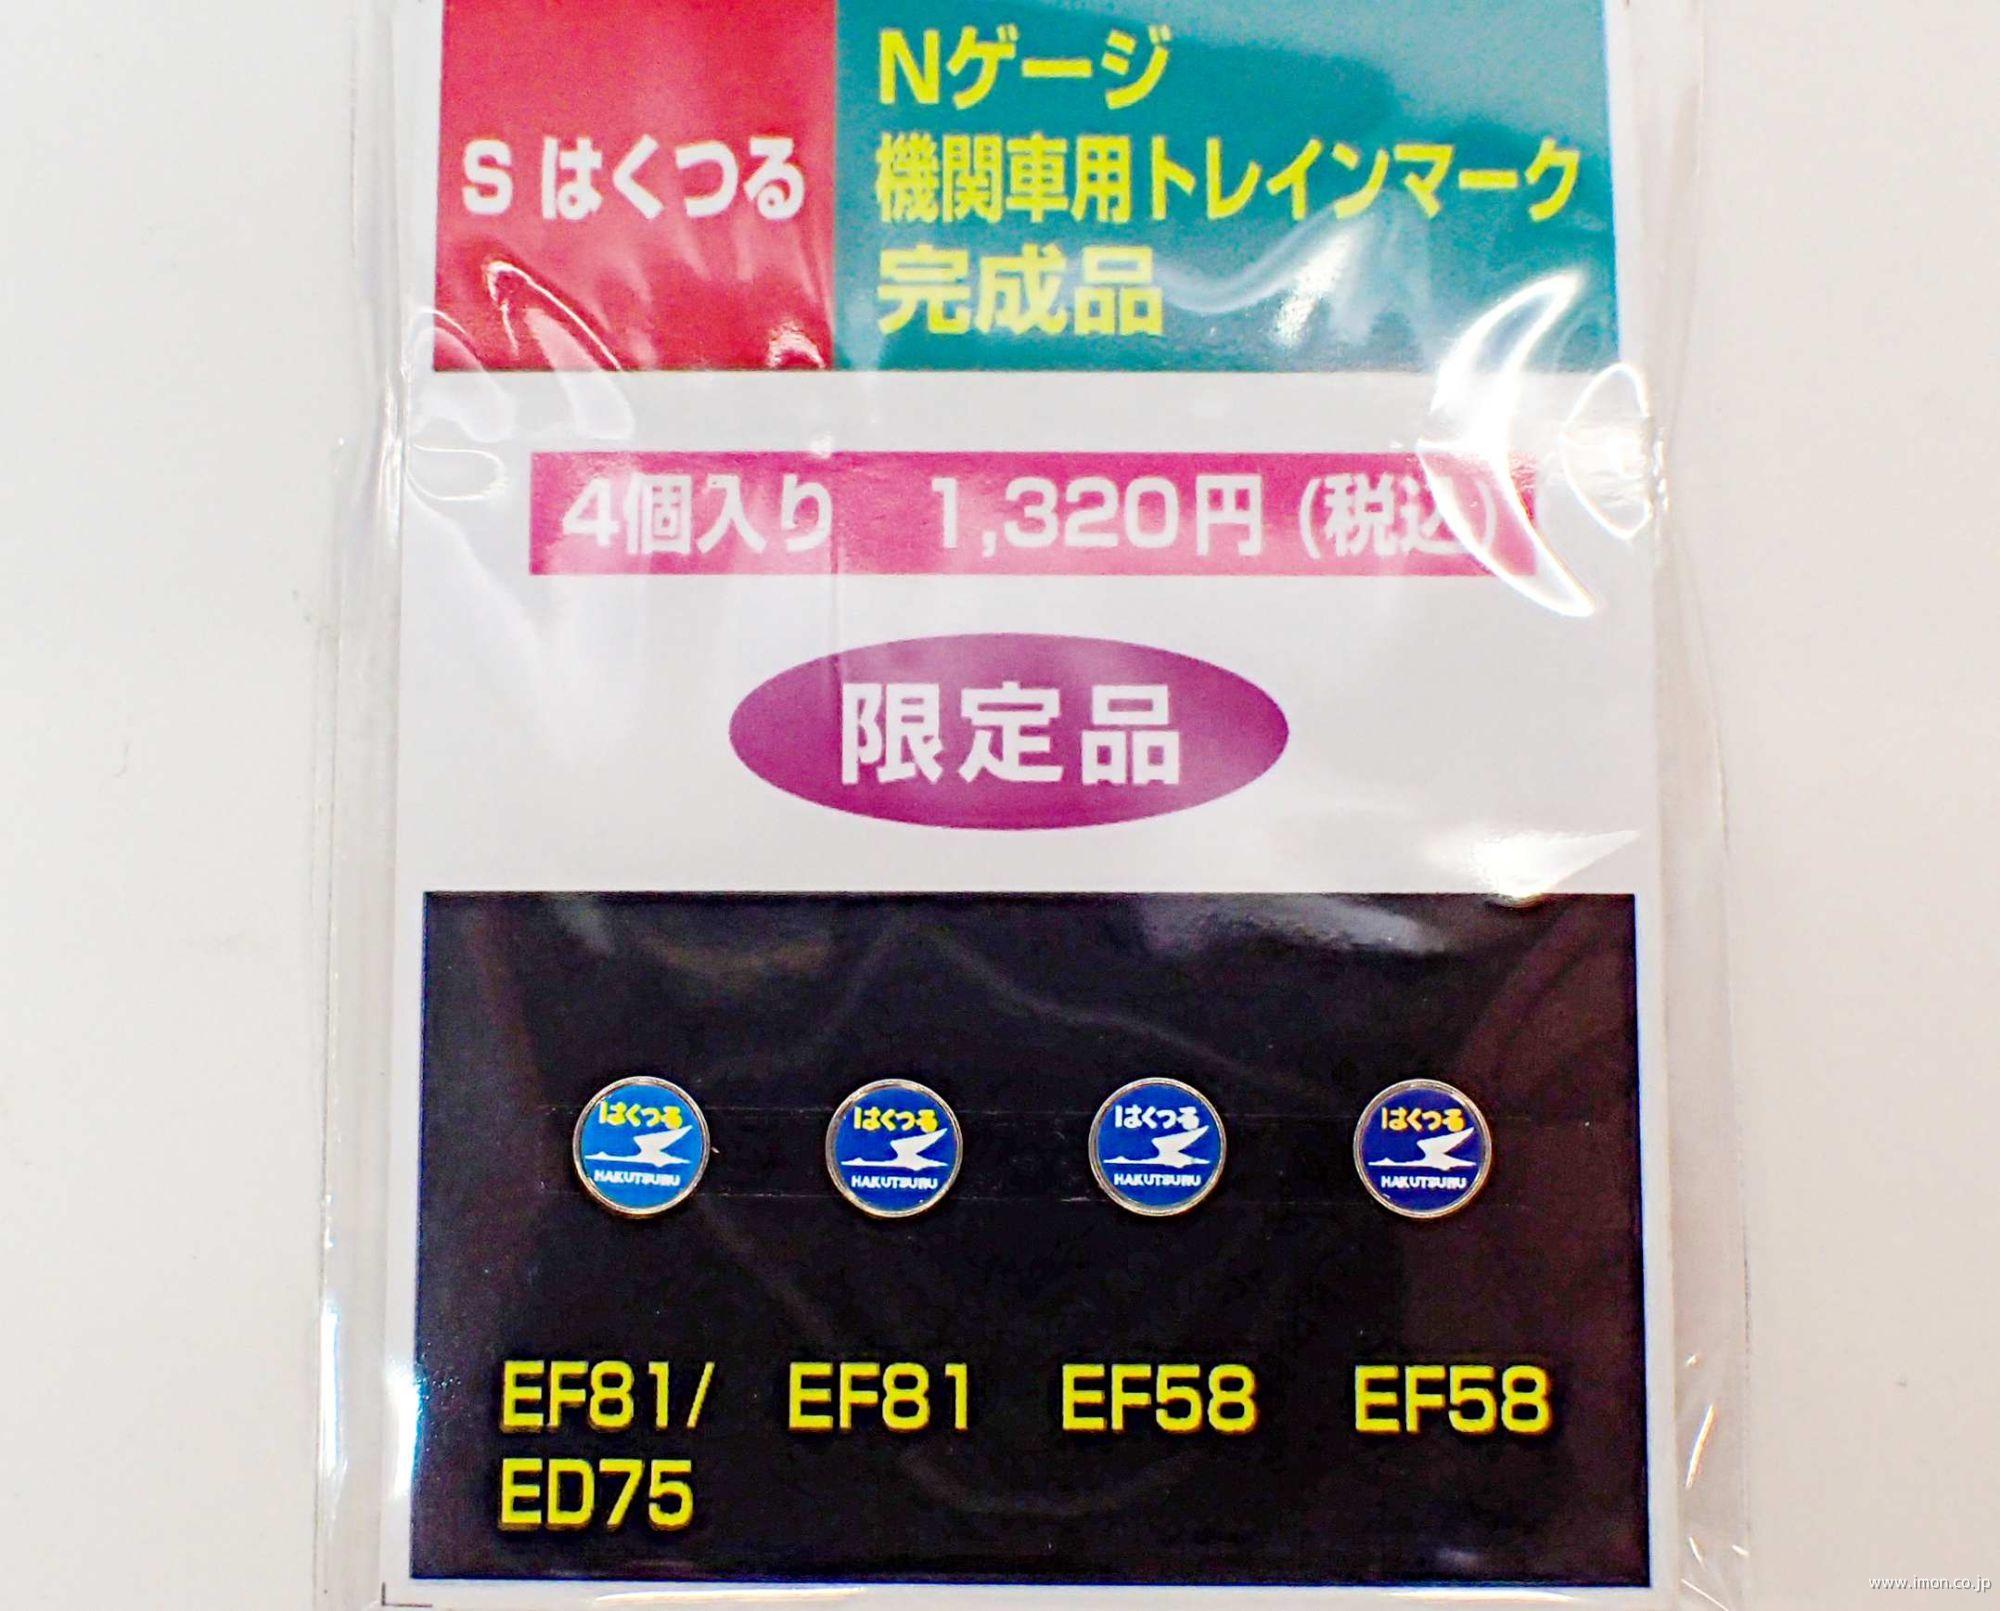 S はくつる
Nゲージ
機関車用トレインマーク
完成品
4個入り　1,320円（税込）
限定品
はくつる
HAKUTSURU
はくつる
HAKUTSURU
はくつる
HAKUTSURU
はくつる
HAKUTSURU
EF81/
ED75
EF81
EF58
EF58
www.imon.co.jp